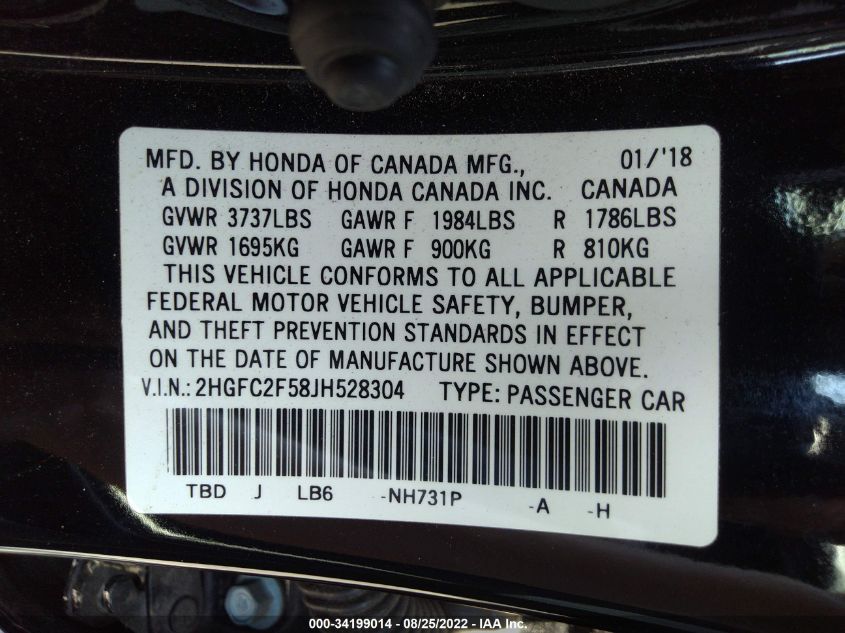 MFD. BY HONDA OF CANADA MFG., 01/'18
A DIVISION OF HONDA CANADA INC. CANADA
GVWR 3737LBS GAWR F 1984LBS R 1786LBS
GVWR 1695KG GAWR F 900KG R 810KG
THIS VEHICLE CONFORMS TO ALL APPLICABLE
FEDERAL MOTOR VEHICLE SAFETY, BUMPER,
AND THEFT PREVENTION STANDARDS IN EFFECT
ON THE DATE OF MANUFACTURE SHOWN ABOVE.
V.I.N.: 2HGFC2F58JH528304 TYPE: PASSENGER CAR
TBD J LB6 -NH731P -A -H
000-34199014 - 08/25/2022 - IAA Inc.